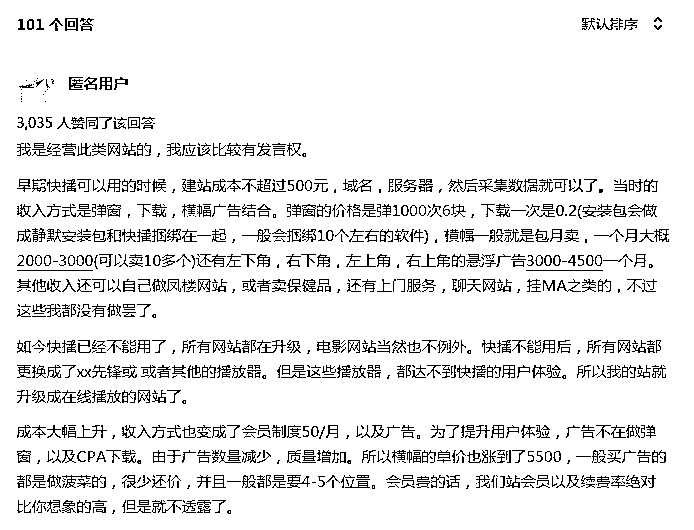 101 个回答
默认排序
匿名用户
3,035 人赞同了该回答
我是经营此类网站的，我应该比较有发言权。
早期快播可以用的时候，建站成本不超过500元，域名，服务器，然后采集数据就可以了。当时的
收入方式是弹窗，下载，横幅广告结合。弹窗的价格是弹1000次6块，下载一次是0.2(安装包会做
成静默安装包和快播捆绑在一起，一般会捆绑10个左右的软件)，横幅一般就是包月卖，一个月大概
2000-3000(可以卖10多个)还有左下角，右下角，左上角，右上角的悬浮广告3000-4500一个月。
其他收入还可以自己做凤楼网站，或者卖保健品，还有上门服务，聊天网站，挂MA之类的，不过
这些我都没有做罢了。
如今快播已经不能用了，所有网站都在升级，电影网站当然也不例外。快播不能用后，所有网站都
更换成了xx先锋或 或者其他的播放器。但是这些播放器，都达不到快播的用户体验。所以我的站就
升级成在线播放的网站了。
成本大幅上升，收入方式也变成了会员制度50/月，以及广告。为了提升用户体验，广告不在做弹
窗，以及CPA下载。由于广告数量减少，质量增加。所以横幅的单价也涨到了5500，一般买广告的
都是做菠菜的，很少还价，并且一般都是要4-5个位置。会员费的话，我们站会员以及续费率绝对
比你想象的高，但是就不透露了。